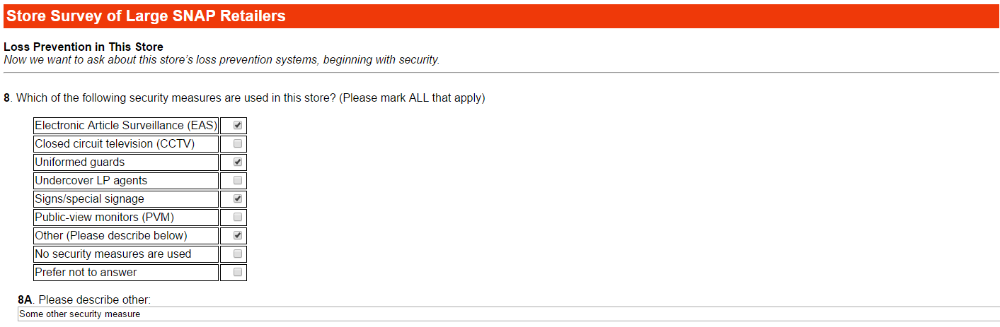 Store Survey of Large SNAP Retailers
Loss Prevention in This Store
Now we want to ask about this store's loss prevention systems, beginning with security.
8. Which of the following security measures are used in this store? (Please mark ALL that apply)
Electronic Article Surveillance (EAS)
Closed circuit television (CCTV)
Uniformed guards
Undercover LP agents
Signs/special signage
Public-view monitors (PVM)
Other (Please describe below)
No security measures are used
Prefer not to answer
8A. Please describe other:
Some other security measure